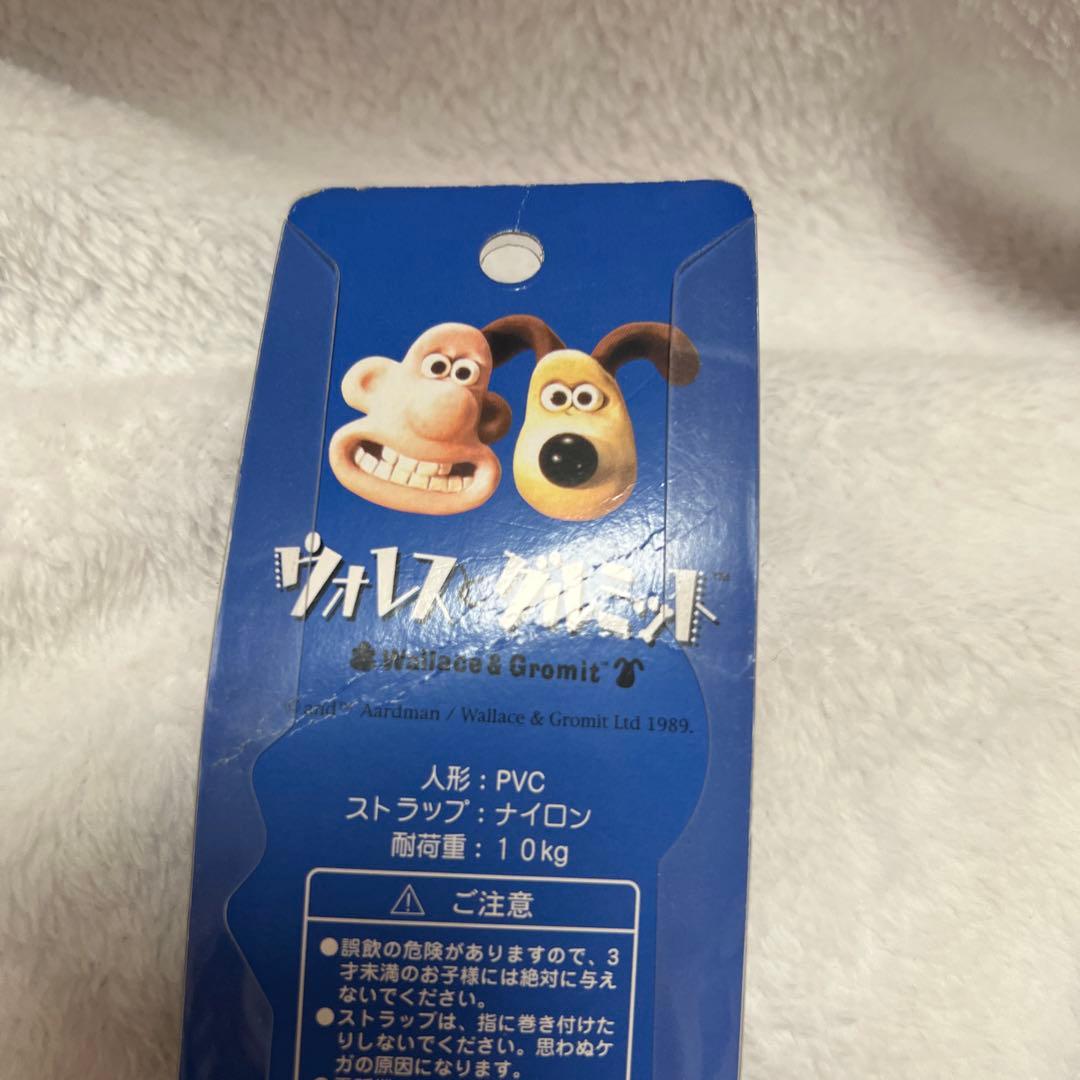 ウォレスとグルミット™
Wallace & Gromit™
© and™ Aardman / Wallace & Gromit Ltd 1989.
人形：PVC
ストラップ：ナイロン
耐荷重：10kg
⚠ ご注意
●誤飲の危険がありますので、3
才未満のお子様には絶対に与え
ないでください。
●ストラップは、指に巻き付けた
りしないでください。思わぬケ
ガの原因になります。